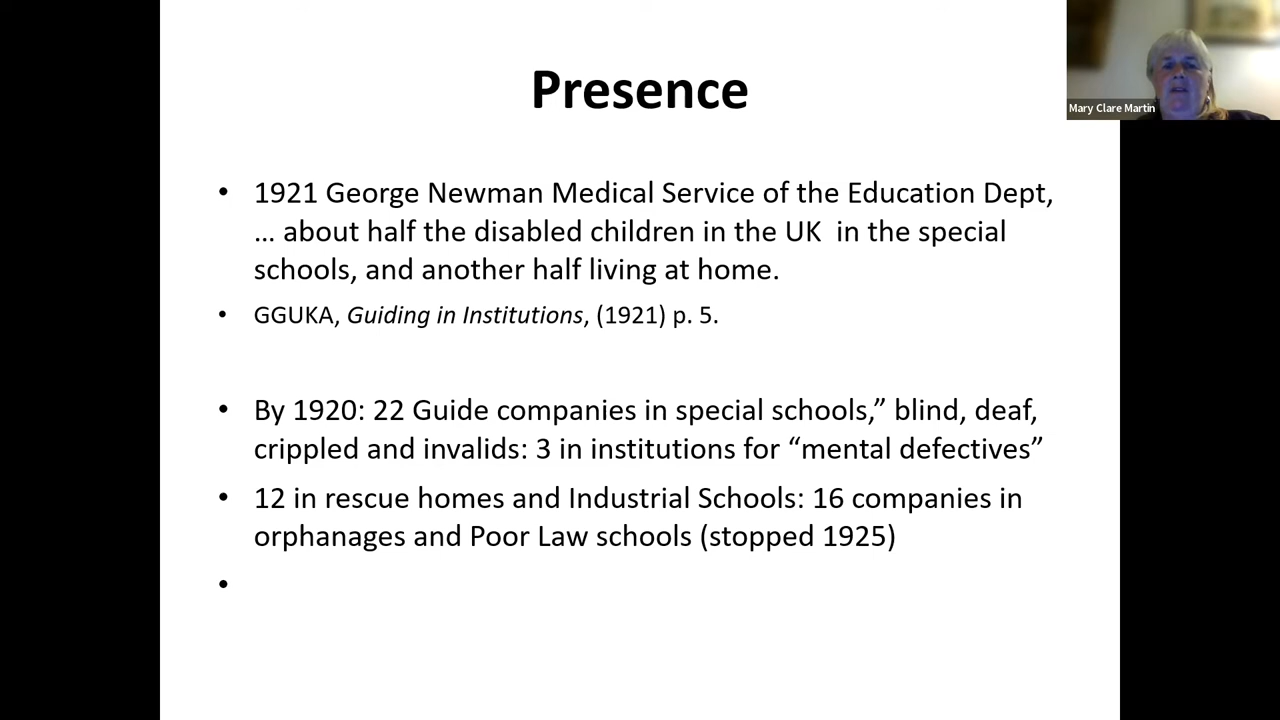 Presence
Mary Clare Martin
• 1921 George Newman Medical Service of the Education Dept,
... about half the disabled children in the UK  in the special
schools, and another half living at home.
• GGUKA, Guiding in Institutions, (1921) p. 5.
• By 1920: 22 Guide companies in special schools,” blind, deaf,
crippled and invalids: 3 in institutions for “mental defectives”
• 12 in rescue homes and Industrial Schools: 16 companies in
orphanages and Poor Law schools (stopped 1925)
•